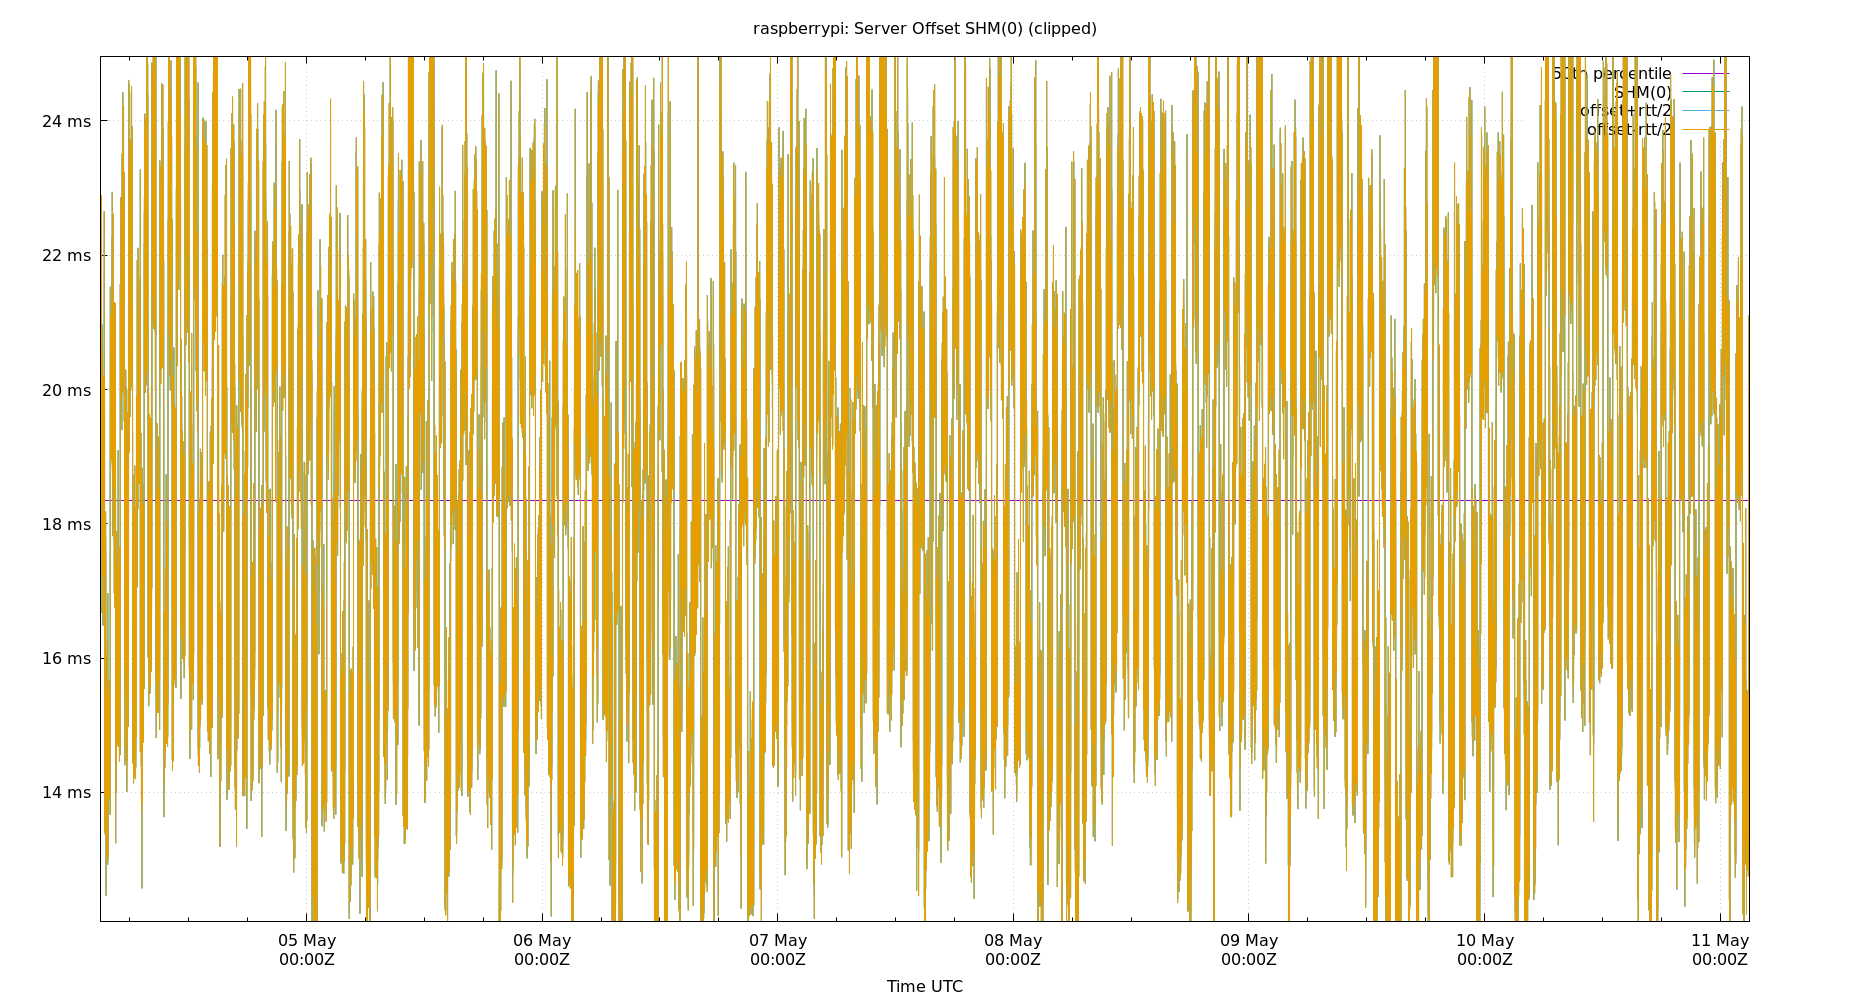 raspberrypi: Server Offset SHM(0) (clipped)
50th percentile
SHM(0)
offset+rtt/2
offset-rtt/2
24 ms
22 ms
20 ms
18 ms
16 ms
14 ms
05 May 06 May 07 May 08 May 09 May 10 May 11 May
00:00Z 00:00Z 00:00Z 00:00Z 00:00Z 00:00Z 00:00Z
Time UTC